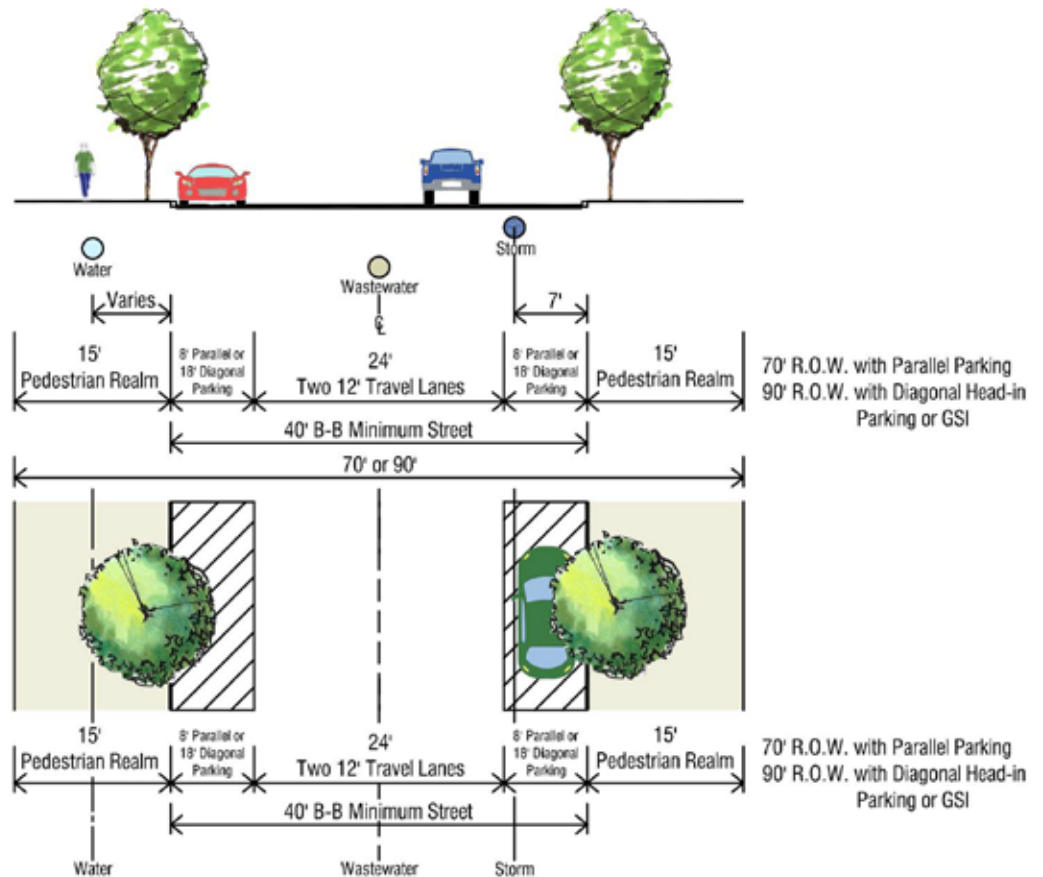 Water
Storm
Wastewater
℄
Varies
7'
15'
Pedestrian Realm
8' Parallel or
18' Diagonal
Parking
24'
Two 12' Travel Lanes
8' Parallel or
18' Diagonal
Parking
15'
Pedestrian Realm
70' R.O.W. with Parallel Parking
90' R.O.W. with Diagonal Head-in
Parking or GSI
40' B-B Minimum Street
70' or 90'
15'
Pedestrian Realm
8' Parallel or
18' Diagonal
Parking
24'
Two 12' Travel Lanes
8' Parallel or
18' Diagonal
Parking
15'
Pedestrian Realm
70' R.O.W. with Parallel Parking
90' R.O.W. with Diagonal Head-in
Parking or GSI
40' B-B Minimum Street
Water
Wastewater
Storm